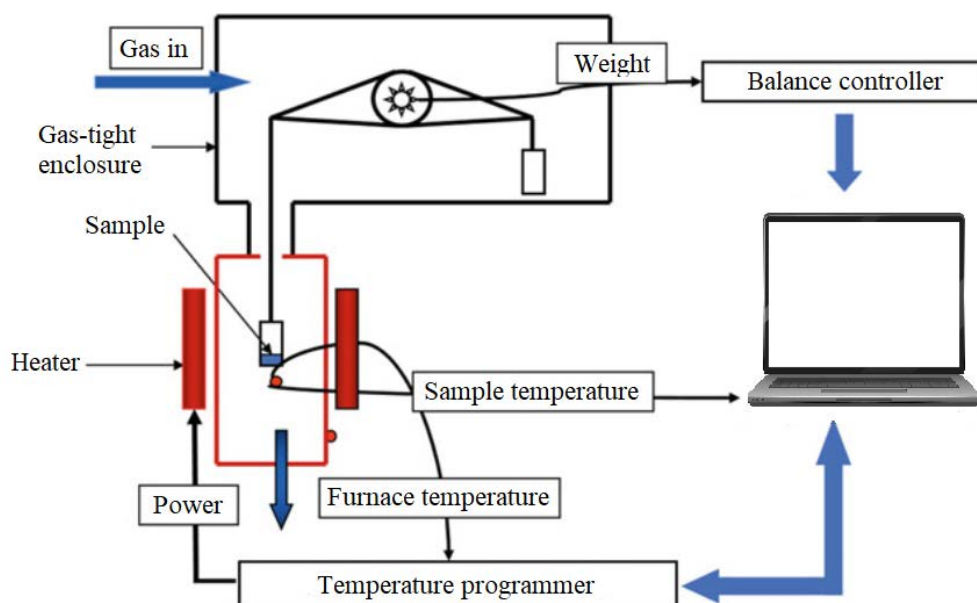 Gas in
Weight
Balance controller
Gas-tight
enclosure
Sample
Heater
Sample temperature
Furnace temperature
Power
Temperature programmer